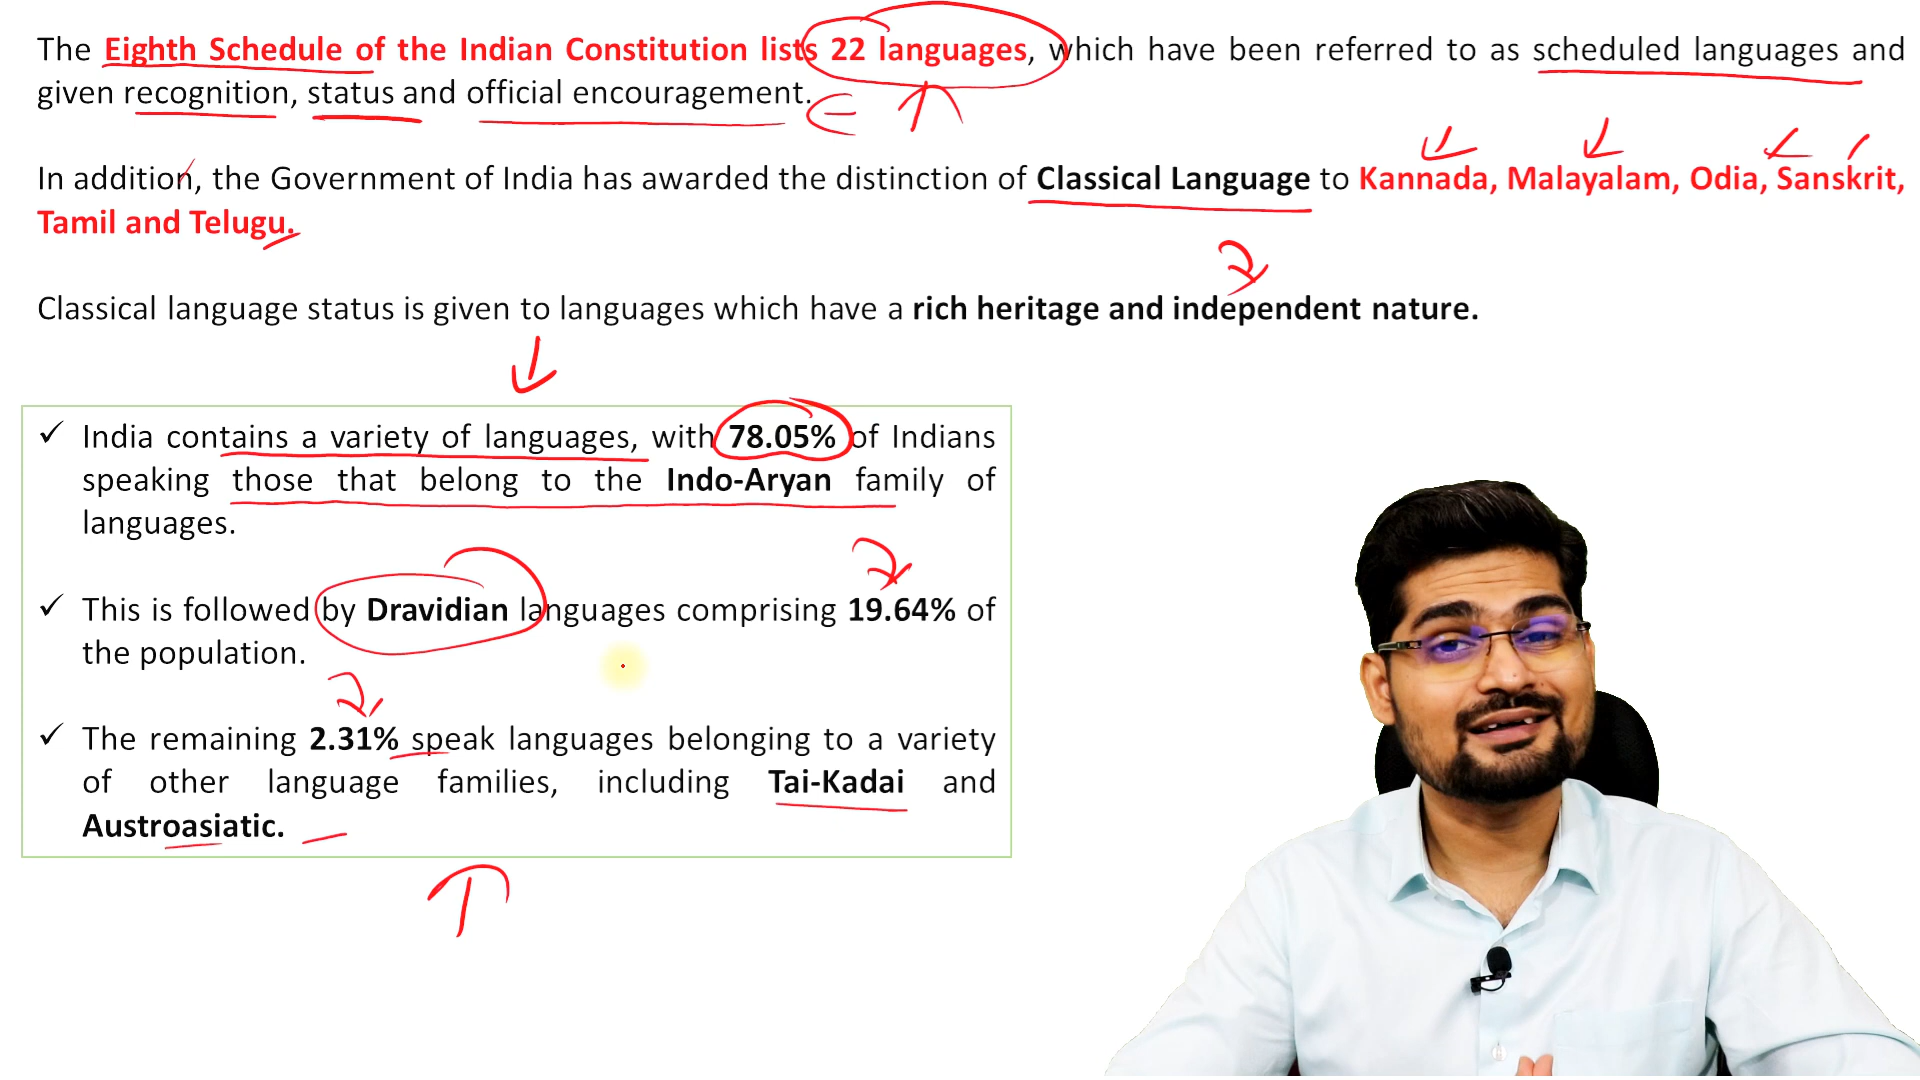 The Eighth Schedule of the Indian Constitution lists 22 languages, which have been referred to as scheduled languages and
given recognition, status and official encouragement.
In addition, the Government of India has awarded the distinction of Classical Language to Kannada, Malayalam, Odia, Sanskrit,
Tamil and Telugu.
Classical language status is given to languages which have a rich heritage and independent nature.
✓ India contains a variety of languages, with 78.05% of Indians
speaking those that belong to the Indo-Aryan family of
languages.
✓ This is followed by Dravidian languages comprising 19.64% of
the population.
✓ The remaining 2.31% speak languages belonging to a variety
of other language families, including Tai-Kadai and
Austroasiatic.